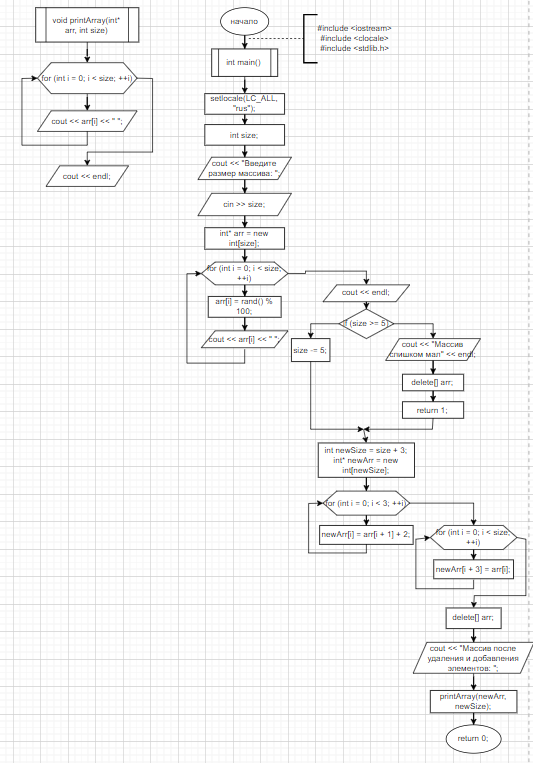 void printArray(int*
arr, int size)
for (int i = 0; i < size; ++i)
cout << arr[i] << " ";
cout << endl;
начало
#include <iostream>
#include <clocale>
#include <stdlib.h>
int main()
setlocale(LC_ALL,
"rus");
int size;
cout << "Введите
размер массива: ";
cin >> size;
int* arr = new
int[size];
for (int i = 0; i < size;
++i)
arr[i] = rand() %
100;
cout << arr[i] << " ";
cout << endl;
if (size >= 5)
size -= 5;
cout << "Массив
слишком мал" << endl;
delete[] arr;
return 1;
int newSize = size + 3;
int* newArr = new
int[newSize];
for (int i = 0; i < 3; ++i)
newArr[i] = arr[i + 1] + 2;
for (int i = 0; i < size;
++i)
newArr[i + 3] = arr[i];
delete[] arr;
cout << "Массив после
удаления и добавления
элементов: ";
printArray(newArr,
newSize);
return 0;